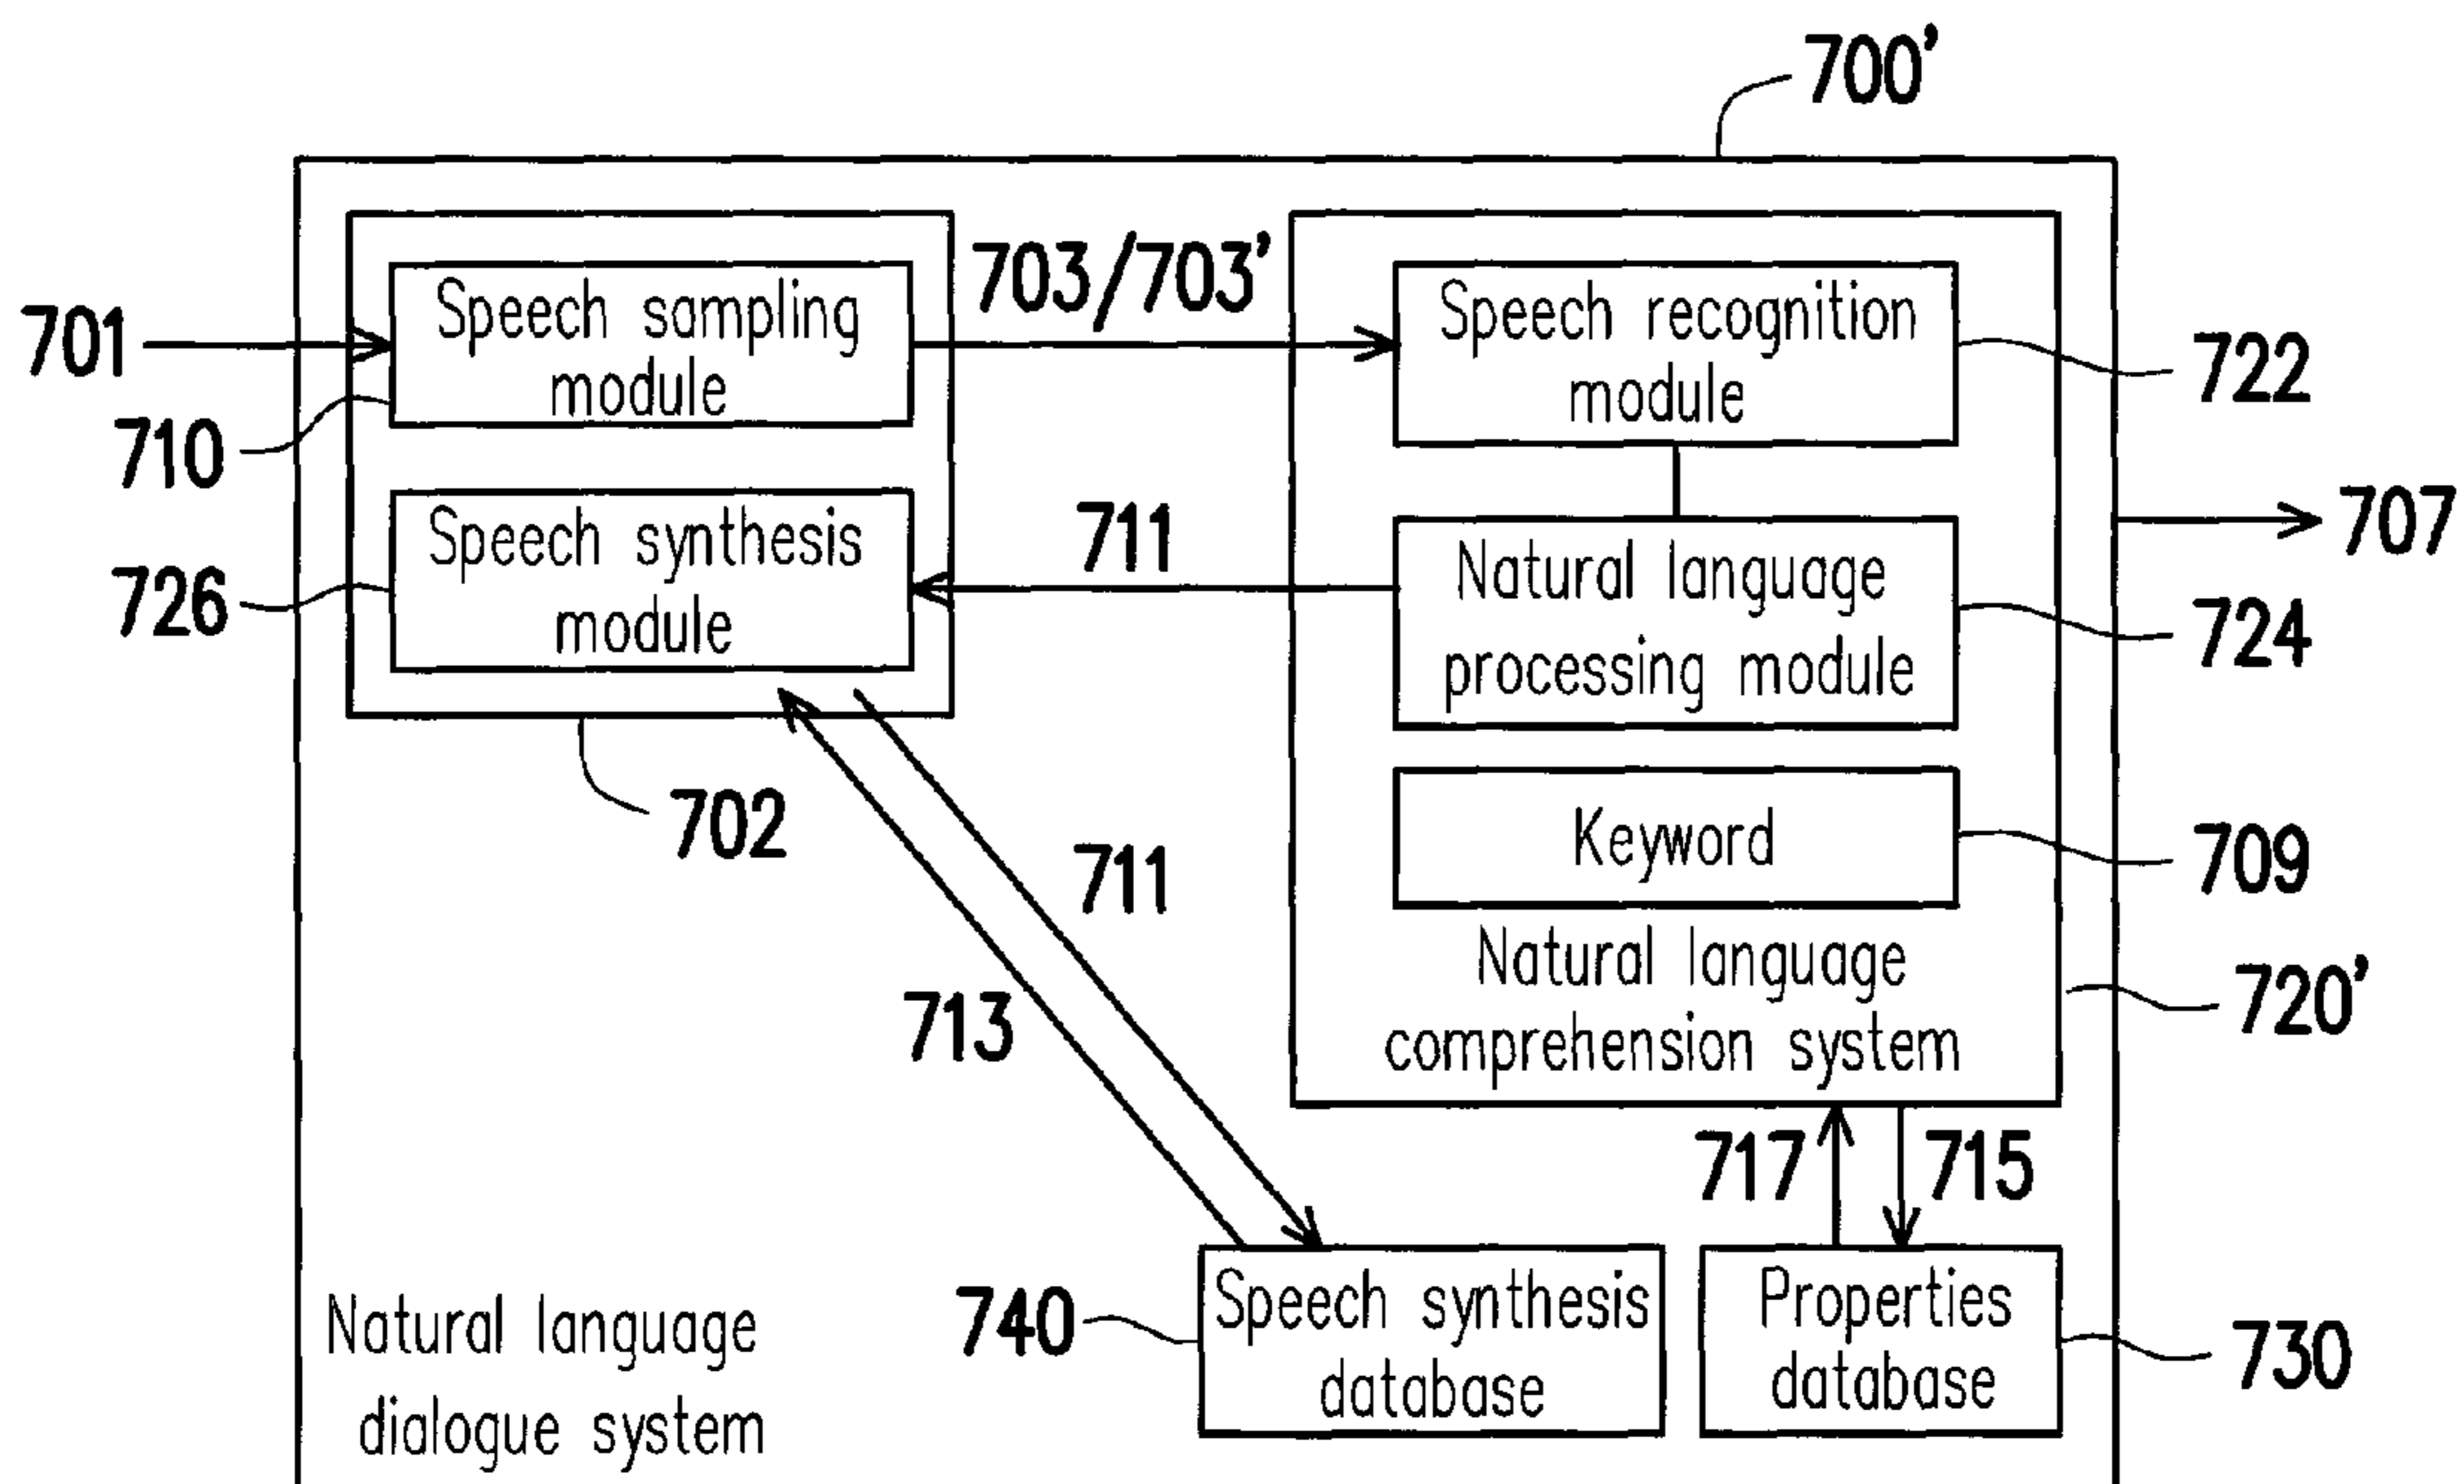 700'
Speech sampling
module
703/703'
Speech recognition
module
701
722
710
707
Speech synthesis
module
711
Natural language
processing module
726
724
702
Keyword
709
711
Natural language
comprehension system
720'
713
717
715
740
Speech synthesis
database
Properties
database
730
Natural language
dialogue system